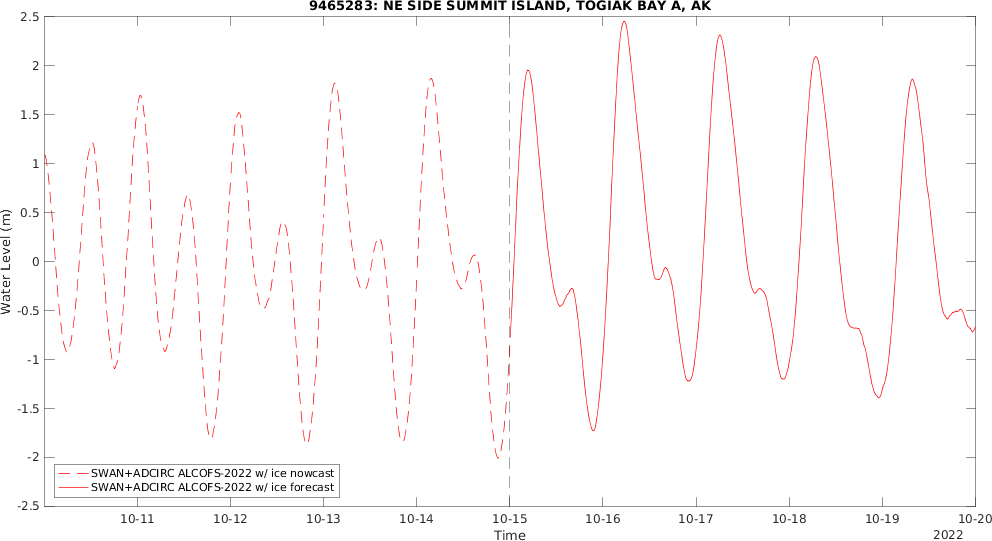 9465283: NE SIDE SUMMIT ISLAND, TOGIAK BAY A, AK
Water Level (m)
2.5
2
1.5
1
0.5
0
-0.5
-1
-1.5
-2
-2.5
SWAN+ADCIRC ALCOFS-2022 w/ ice nowcast
SWAN+ADCIRC ALCOFS-2022 w/ ice forecast
10-11 10-12 10-13 10-14 10-15 10-16 10-17 10-18 10-19 10-20
Time
2022